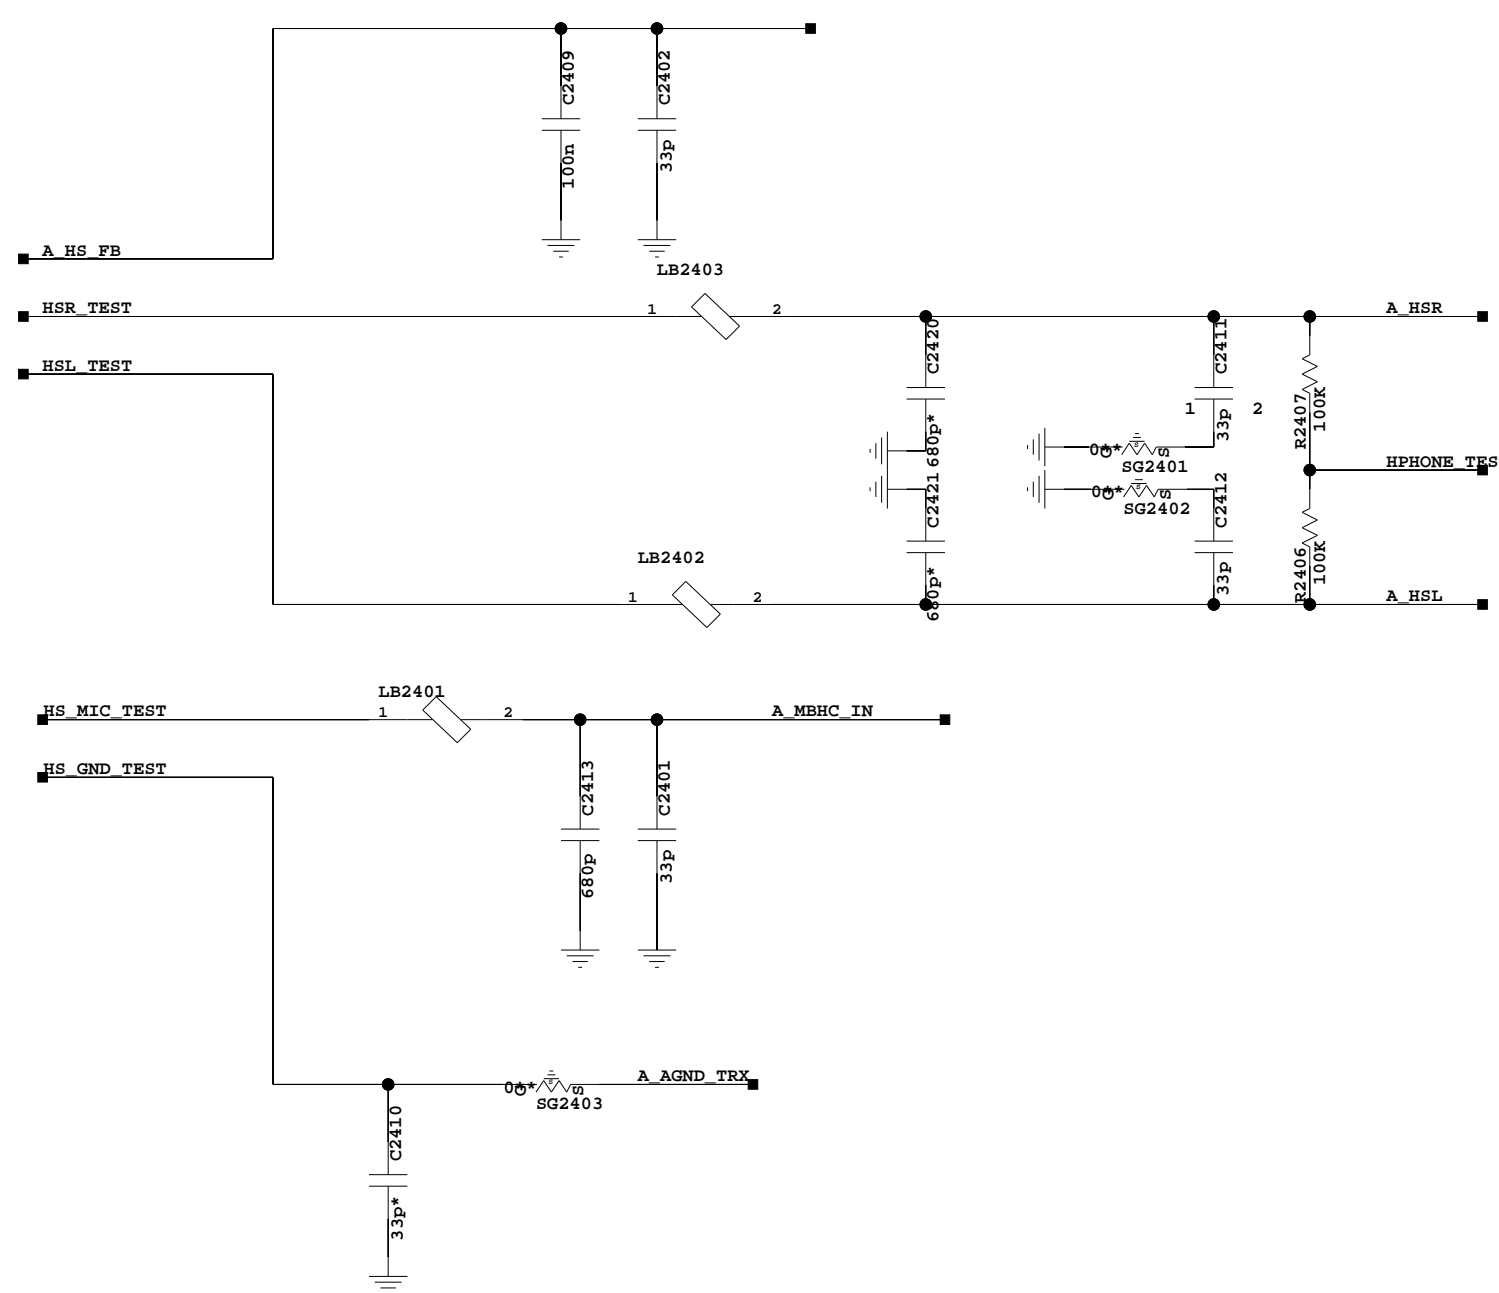 C2409
C2402
100n
33p
A_HS_FB
LB2403
HSR_TEST
1
2
A_HSR
HSL_TEST
C2420
C2411
1
2
680p*
33p
R2407
100K
0**
G
S
S
SG2401
HPHONE_TES
0**
G
S
S
SG2402
C2421
C2412
LB2402
1
2
680p*
33p
R2406
100K
A_HSL
LB2401
HS_MIC_TEST
1
2
A_MBHC_IN
HS_GND_TEST
C2413
C2401
680p
33p
0**
G
S
S
A_AGND_TRX
SG2403
C2410
33p*